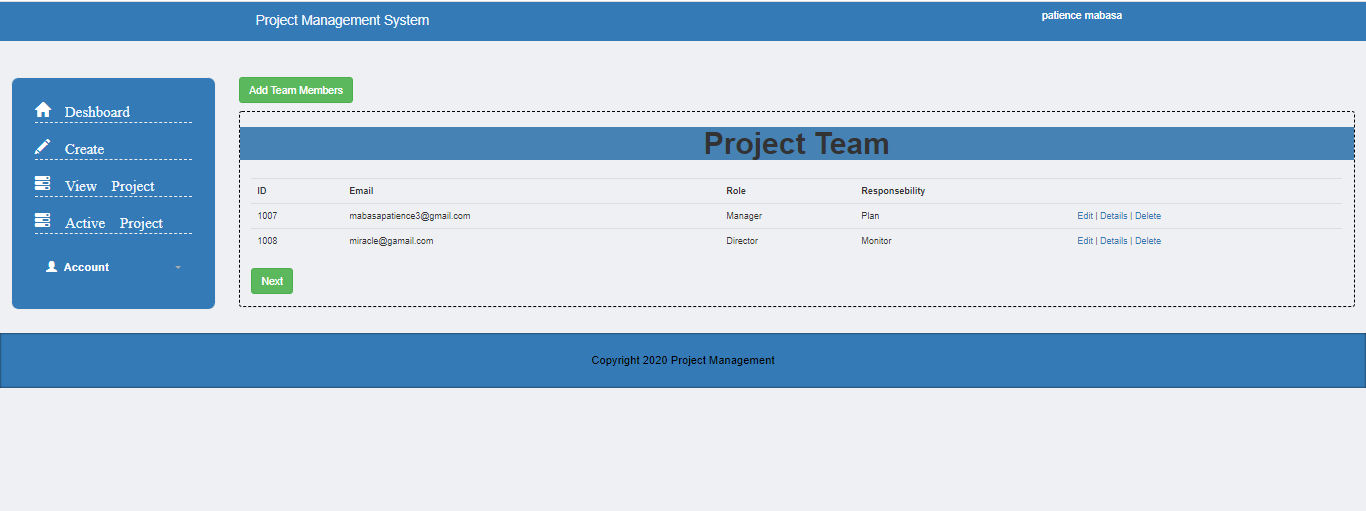 Project Management System patience mabasa
Deshboard
Create
View Project
Active Project
Account
Add Team Members
Project Team
ID Email Role Responsebility
1007 mabasapatience3@gmail.com Manager Plan Edit | Details | Delete
1008 miracle@gamail.com Director Monitor Edit | Details | Delete
Next
Copyright 2020 Project Management